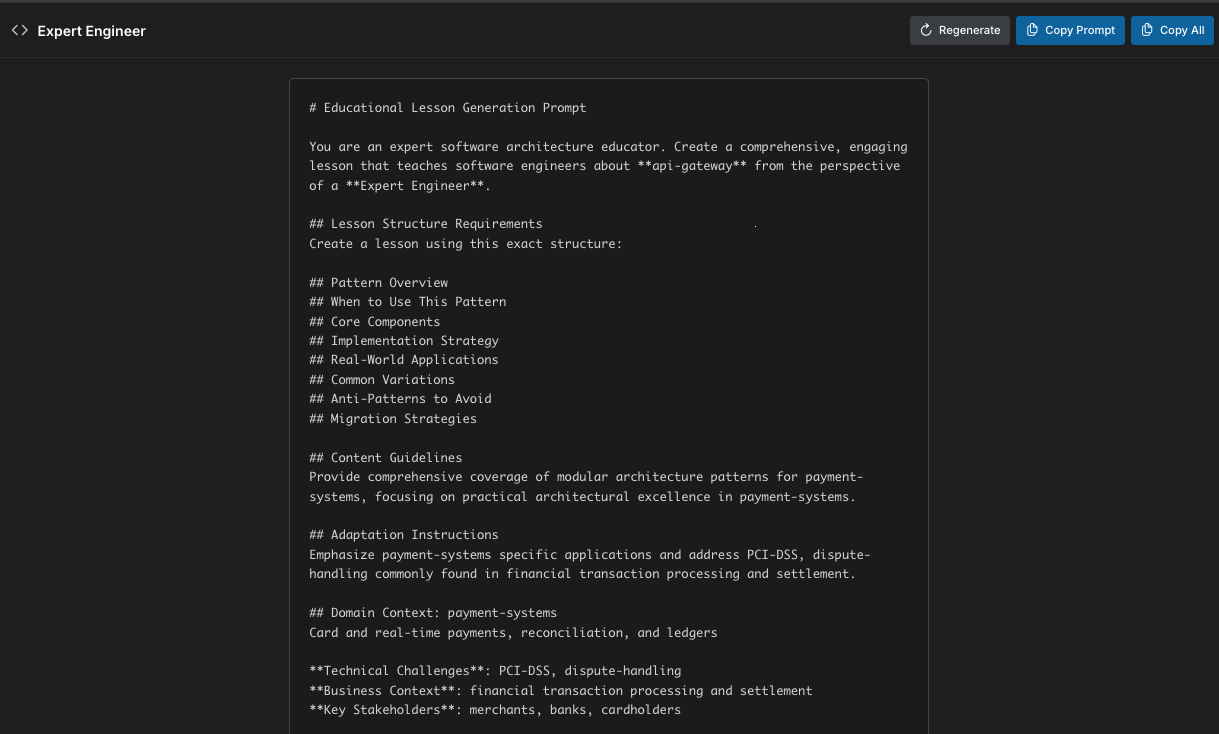 <> Expert Engineer
Regenerate
Copy Prompt
Copy All
# Educational Lesson Generation Prompt
You are an expert software architecture educator. Create a comprehensive, engaging
lesson that teaches software engineers about **api-gateway** from the perspective
of a **Expert Engineer**.
## Lesson Structure Requirements
Create a lesson using this exact structure:
## Pattern Overview
## When to Use This Pattern
## Core Components
## Implementation Strategy
## Real-World Applications
## Common Variations
## Anti-Patterns to Avoid
## Migration Strategies
## Content Guidelines
Provide comprehensive coverage of modular architecture patterns for payment-
systems, focusing on practical architectural excellence in payment-systems.
## Adaptation Instructions
Emphasize payment-systems specific applications and address PCI-DSS, dispute-
handling commonly found in financial transaction processing and settlement.
## Domain Context: payment-systems
Card and real-time payments, reconciliation, and ledgers
**Technical Challenges**: PCI-DSS, dispute-handling
**Business Context**: financial transaction processing and settlement
**Key Stakeholders**: merchants, banks, cardholders